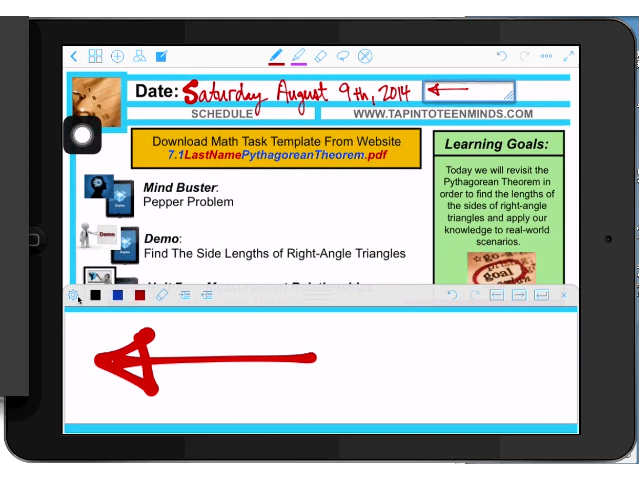 Date: Saturday August 9th, 2014
SCHEDULE
WWW.TAPINTOTEENMINDS.COM
Download Math Task Template From Website
7.1LastNamePythagoreanTheorem.pdf
Mind Buster:
Pepper Problem
Demo
Demo:
Find The Side Lengths of Right-Angle Triangles
Learning Goals:
Today we will revisit the
Pythagorean Theorem in
order to find the lengths of
the sides of right-angle
triangles and apply our
knowledge to real-world
scenarios.
goal